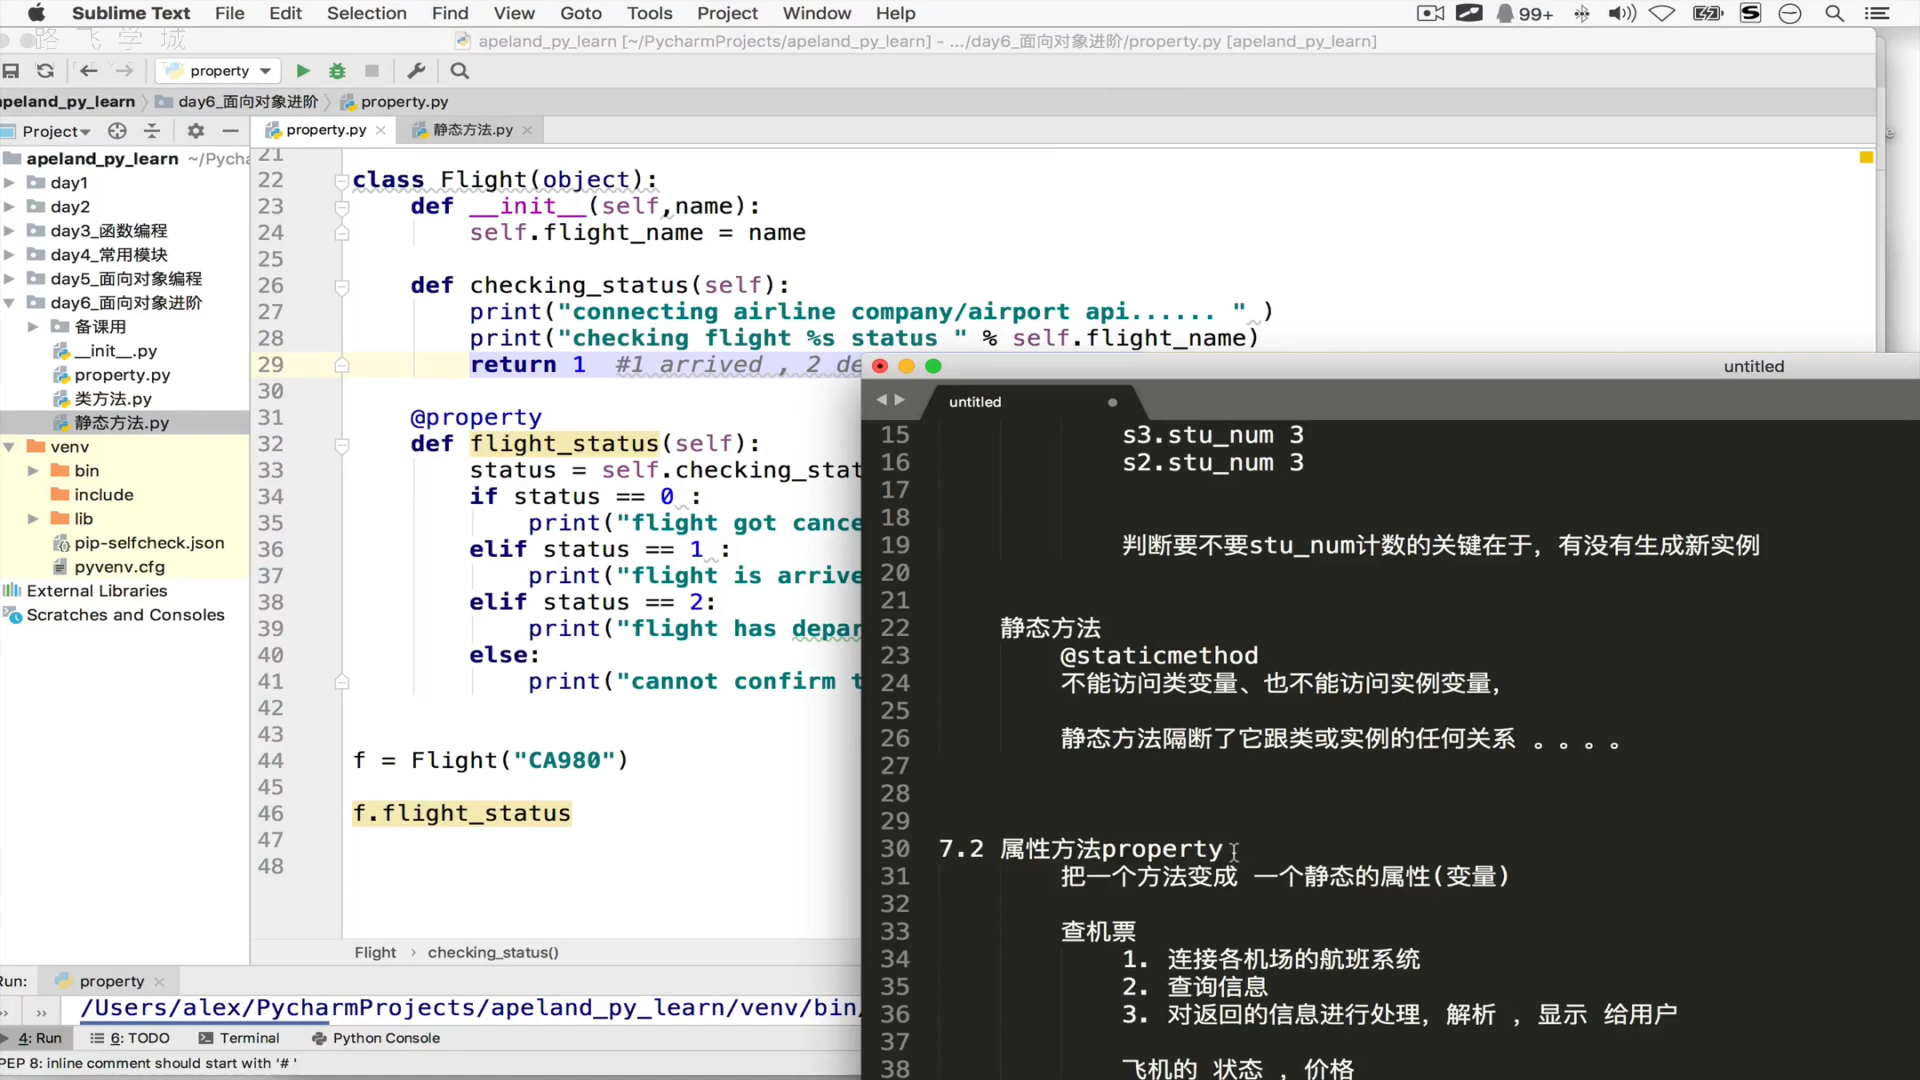 Sublime Text File Edit Selection Find View Goto Tools Project Window Help 99+
路飞学城
apeland_py_learn [~/PycharmProjects/apeland_py_learn] - .../day6_面向对象进阶/property.py [apeland_py_learn]
property
apeland_py_learn day6_面向对象进阶 property.py
Project property.py 静态方法.py
apeland_py_learn ~/Pycha
day1
day2
day3_函数编程
day4_常用模块
day5_面向对象编程
day6_面向对象进阶
备课用
__init__.py
property.py
类方法.py
静态方法.py
venv
bin
include
lib
pip-selfcheck.json
pyvenv.cfg
External Libraries
Scratches and Consoles
21
22 class Flight(object):
23 def __init__(self,name):
24 self.flight_name = name
25
26 def checking_status(self):
27 print("connecting airline company/airport api...... " )
28 print("checking flight %s status " % self.flight_name)
29 return 1 #1 arrived , 2 de
30
31 @property
32 def flight_status(self):
33 status = self.checking_stat
34 if status == 0 :
35 print("flight got cance
36 elif status == 1 :
37 print("flight is arrive
38 elif status == 2:
39 print("flight has depar
40 else:
41 print("cannot confirm t
42
43
44 f = Flight("CA980")
45
46 f.flight_status
47
48
Flight › checking_status()
untitled
untitled
15 s3.stu_num 3
16 s2.stu_num 3
17
18
19 判断要不要stu_num计数的关键在于，有没有生成新实例
20
21
22 静态方法
23 @staticmethod
24 不能访问类变量、也不能访问实例变量，
25
26 静态方法隔断了它跟类或实例的任何关系 。。。。
27
28
29
30 7.2 属性方法property
31 把一个方法变成 一个静态的属性(变量)
32
33 查机票
34 1. 连接各机场的航班系统
35 2. 查询信息
36 3. 对返回的信息进行处理，解析 ，显示 给用户
37
38 飞机的 状态 ，价格
Run: property
/Users/alex/PycharmProjects/apeland_py_learn/venv/bin/
4: Run 6: TODO Terminal Python Console
PEP 8: inline comment should start with '# '